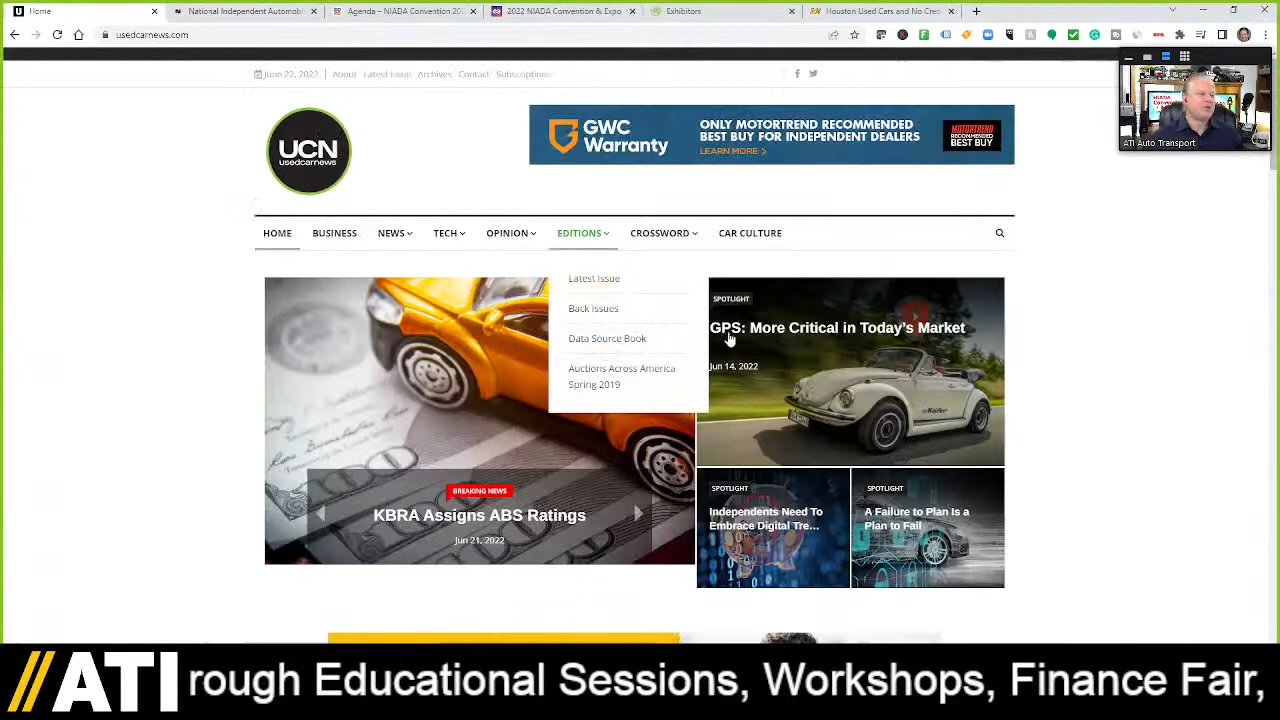 Home
National Independent Automobi
Agenda – NIADA Convention 202
2022 NIADA Convention & Expo
Exhibitors
Houston Used Cars and No Cred
usedcarnews.com
June 22, 2022
About
Latest Issue
Archives
Contact
Subscriptions
UCN
usedcarnews
GWC
Warranty
ONLY MOTORTREND RECOMMENDED
BEST BUY FOR INDEPENDENT DEALERS
LEARN MORE >
MOTORTREND
RECOMMENDED
BEST BUY
ATI Auto Transport
HOME
BUSINESS
NEWS
TECH
OPINION
EDITIONS
CROSSWORD
CAR CULTURE
Latest Issue
Back Issues
Data Source Book
Auctions Across America
Spring 2019
SPOTLIGHT
GPS: More Critical in Today's Market
Jun 14, 2022
BREAKING NEWS
KBRA Assigns ABS Ratings
Jun 21, 2022
SPOTLIGHT
Independents Need To
Embrace Digital Tre...
SPOTLIGHT
A Failure to Plan Is a
Plan to Fail
//ATI
rough Educational Sessions, Workshops, Finance Fair,